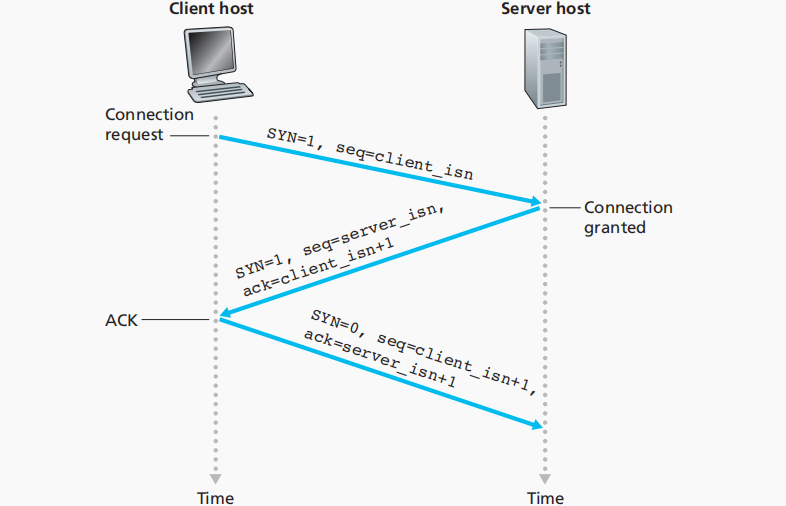 Client host
Server host
Connection
request
SYN=1, seq=client_isn
Connection
granted
SYN=1, seq=server_isn,
ack=client_isn+1
ACK
SYN=0, seq=client_isn+1,
ack=server_isn+1
Time
Time